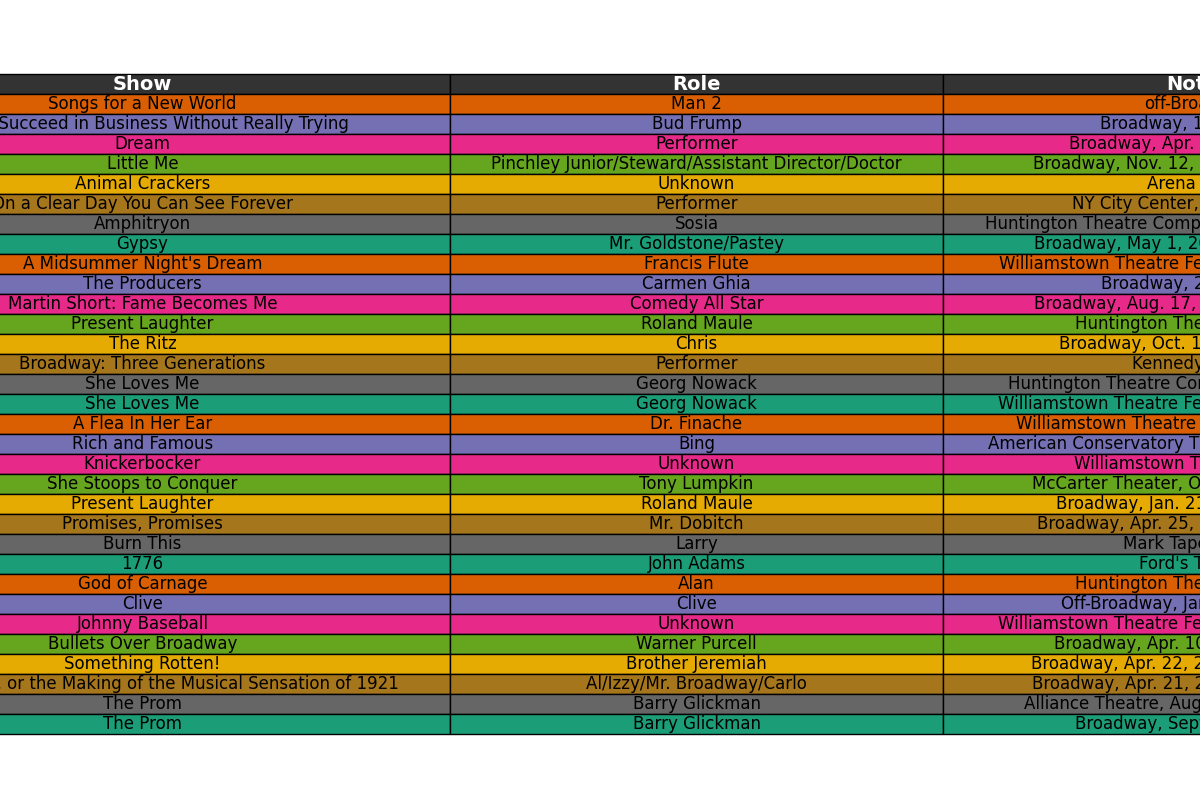 Show Role Not
Songs for a New World Man 2 off-Bro
Succeed in Business Without Really Trying Bud Frump Broadway, 1
Dream Performer Broadway, Apr.
Little Me Pinchley Junior/Steward/Assistant Director/Doctor Broadway, Nov. 12,
Animal Crackers Unknown Arena
On a Clear Day You Can See Forever Performer NY City Center,
Amphitryon Sosia Huntington Theatre Comp
Gypsy Mr. Goldstone/Pastey Broadway, May 1, 2
A Midsummer Night's Dream Francis Flute Williamstown Theatre Fe
The Producers Carmen Ghia Broadway, 2
Martin Short: Fame Becomes Me Comedy All Star Broadway, Aug. 17,
Present Laughter Roland Maule Huntington The
The Ritz Chris Broadway, Oct. 1
Broadway: Three Generations Performer Kennedy
She Loves Me Georg Nowack Huntington Theatre Co
She Loves Me Georg Nowack Williamstown Theatre Fe
A Flea In Her Ear Dr. Finache Williamstown Theatre
Rich and Famous Bing American Conservatory T
Knickerbocker Unknown Williamstown T
She Stoops to Conquer Tony Lumpkin McCarter Theater, O
Present Laughter Roland Maule Broadway, Jan. 21
Promises, Promises Mr. Dobitch Broadway, Apr. 25,
Burn This Larry Mark Tap
1776 John Adams Ford's T
God of Carnage Alan Huntington The
Clive Clive Off-Broadway, Ja
Johnny Baseball Unknown Williamstown Theatre Fe
Bullets Over Broadway Warner Purcell Broadway, Apr. 10
Something Rotten! Brother Jeremiah Broadway, Apr. 22, 2
, or the Making of the Musical Sensation of 1921 Al/Izzy/Mr. Broadway/Carlo Broadway, Apr. 21, 2
The Prom Barry Glickman Alliance Theatre, Aug
The Prom Barry Glickman Broadway, Sep